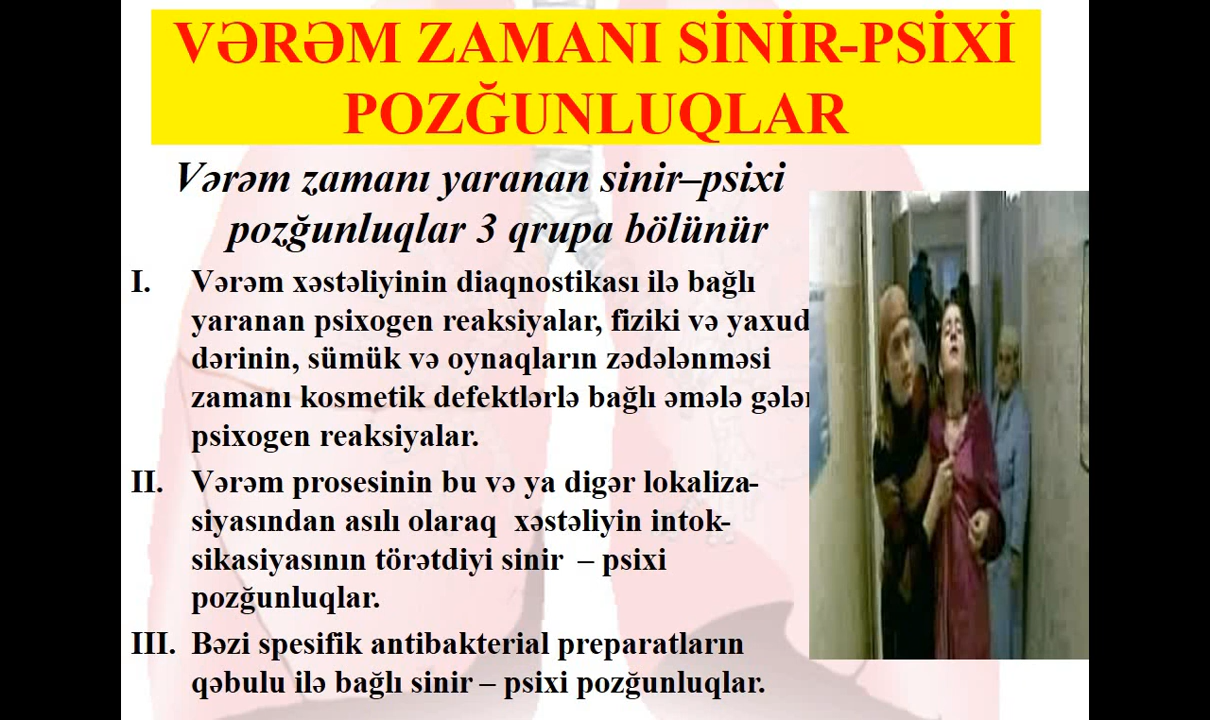 VƏRƏM ZAMANI SİNİR-PSİXİ
POZĞUNLUQLAR
Vərəm zamanı yaranan sinir–psixi
pozğunluqlar 3 qrupa bölünür
I. Vərəm xəstəliyinin diaqnostikası ilə bağlı
yaranan psixogen reaksiyalar, fiziki və yaxud
dərinin, sümük və oynaqların zədələnməsi
zamanı kosmetik defektlərlə bağlı əmələ gələn
psixogen reaksiyalar.
II. Vərəm prosesinin bu və ya digər lokaliza-
siyasından asılı olaraq xəstəliyin intok-
sikasiyasının törətdiyi sinir – psixi
pozğunluqlar.
III. Bəzi spesifik antibakterial preparatların
qəbulu ilə bağlı sinir – psixi pozğunluqlar.